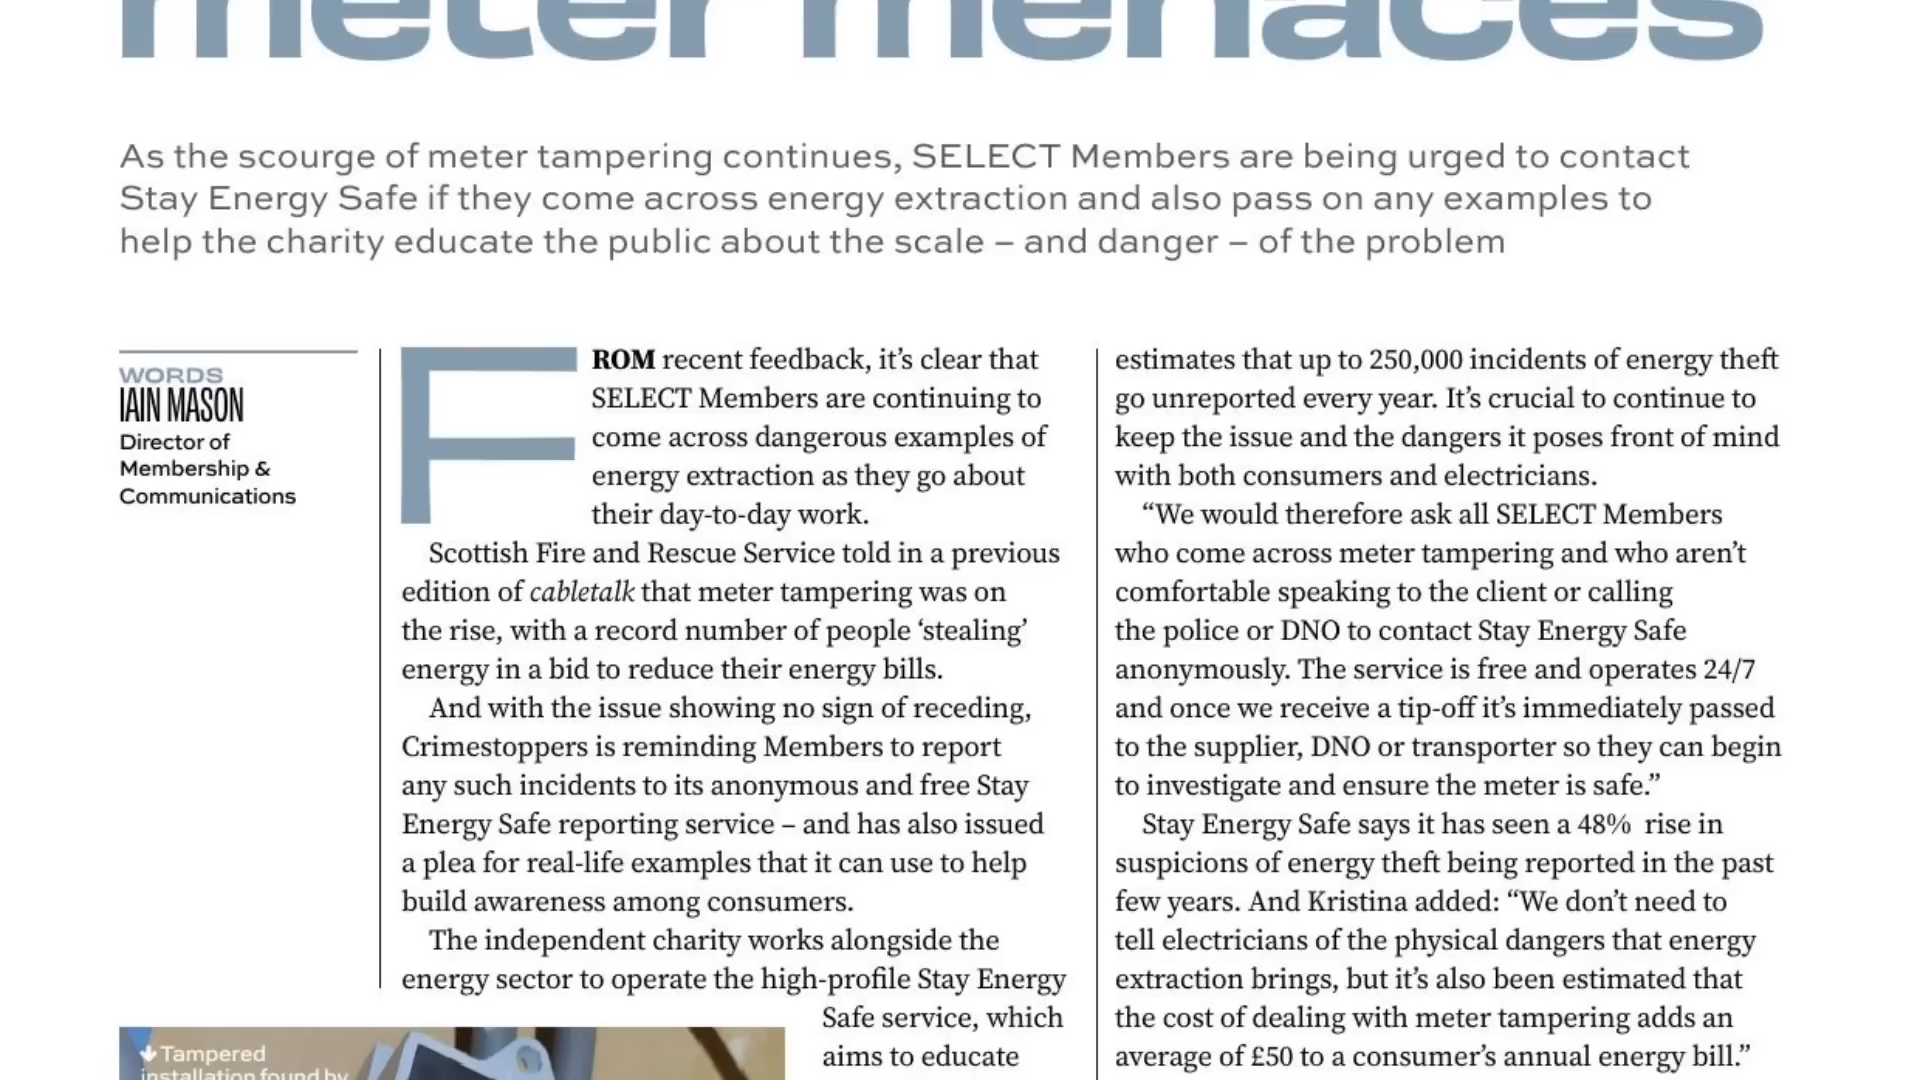 meter menaces
As the scourge of meter tampering continues, SELECT Members are being urged to contact
Stay Energy Safe if they come across energy extraction and also pass on any examples to
help the charity educate the public about the scale – and danger – of the problem
WORDS
IAIN MASON
Director of
Membership &
Communications
FROM recent feedback, it’s clear that
SELECT Members are continuing to
come across dangerous examples of
energy extraction as they go about
their day-to-day work.
Scottish Fire and Rescue Service told in a previous
edition of cabletalk that meter tampering was on
the rise, with a record number of people ‘stealing’
energy in a bid to reduce their energy bills.
And with the issue showing no sign of receding,
Crimestoppers is reminding Members to report
any such incidents to its anonymous and free Stay
Energy Safe reporting service – and has also issued
a plea for real-life examples that it can use to help
build awareness among consumers.
The independent charity works alongside the
energy sector to operate the high-profile Stay Energy
Safe service, which
aims to educate
Tampered
installation found by
estimates that up to 250,000 incidents of energy theft
go unreported every year. It’s crucial to continue to
keep the issue and the dangers it poses front of mind
with both consumers and electricians.
“We would therefore ask all SELECT Members
who come across meter tampering and who aren’t
comfortable speaking to the client or calling
the police or DNO to contact Stay Energy Safe
anonymously. The service is free and operates 24/7
and once we receive a tip-off it’s immediately passed
to the supplier, DNO or transporter so they can begin
to investigate and ensure the meter is safe.”
Stay Energy Safe says it has seen a 48% rise in
suspicions of energy theft being reported in the past
few years. And Kristina added: “We don’t need to
tell electricians of the physical dangers that energy
extraction brings, but it’s also been estimated that
the cost of dealing with meter tampering adds an
average of £50 to a consumer’s annual energy bill.”